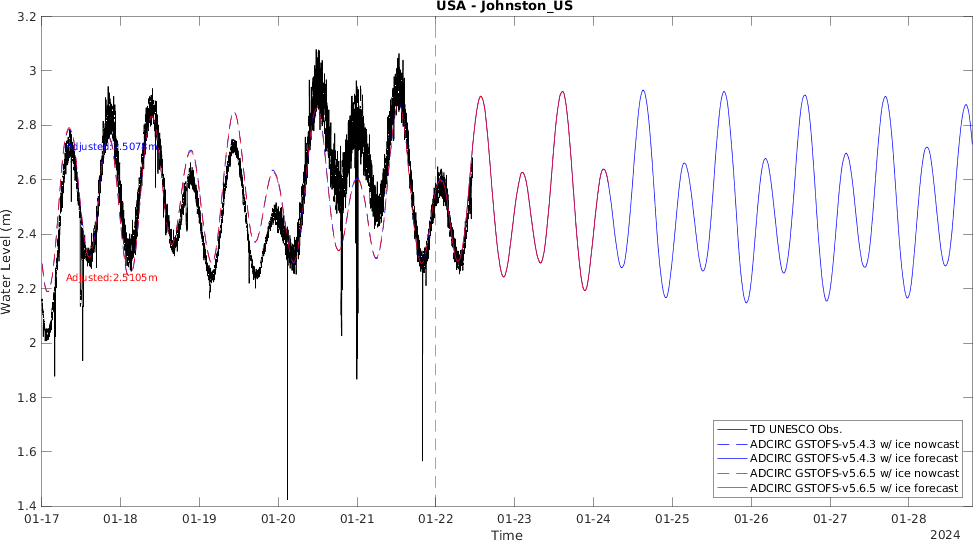 USA - Johnston_US
3.2
3
2.8
2.6
2.4
2.2
2
1.8
1.6
1.4
Water Level (m)
Adjusted:2.5078m
Adjusted:2.5105m
TD UNESCO Obs.
ADCIRC GSTOFS-v5.4.3 w/ ice nowcast
ADCIRC GSTOFS-v5.4.3 w/ ice forecast
ADCIRC GSTOFS-v5.6.5 w/ ice nowcast
ADCIRC GSTOFS-v5.6.5 w/ ice forecast
01-17 01-18 01-19 01-20 01-21 01-22 01-23 01-24 01-25 01-26 01-27 01-28
Time
2024